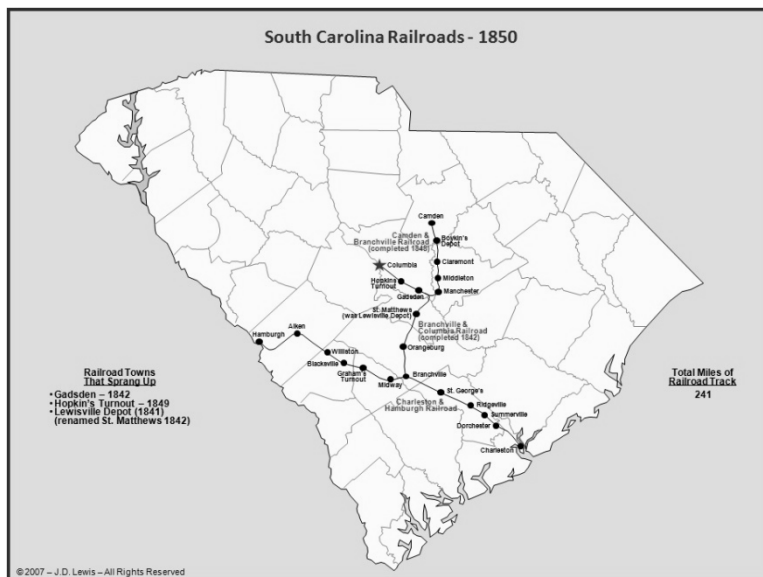 South Carolina Railroads - 1850
Camden
Camden &
Branchville Railroad
(completed 1848)
Boykin's
Depot
Claremont
Columbia
Middleton
Hopkins
Turnout
Manchester
Gadsden
St. Matthews
(was Lewisville Depot)
Branchville &
Columbia Railroad
(completed 1842)
Hamburgh
Aiken
Orangeburg
Williston
Blacksville
Graham's
Turnout
Midway
Branchville
St. George's
Charleston &
Hamburgh Railroad
Ridgeville
Summerville
Dorchester
Charleston
Railroad Towns
That Sprang Up
• Gadsden – 1842
• Hopkin's Turnout – 1849
• Lewisville Depot (1841)
(renamed St. Matthews 1842)
Total Miles of
Railroad Track
241
© 2007 – J.D. Lewis – All Rights Reserved